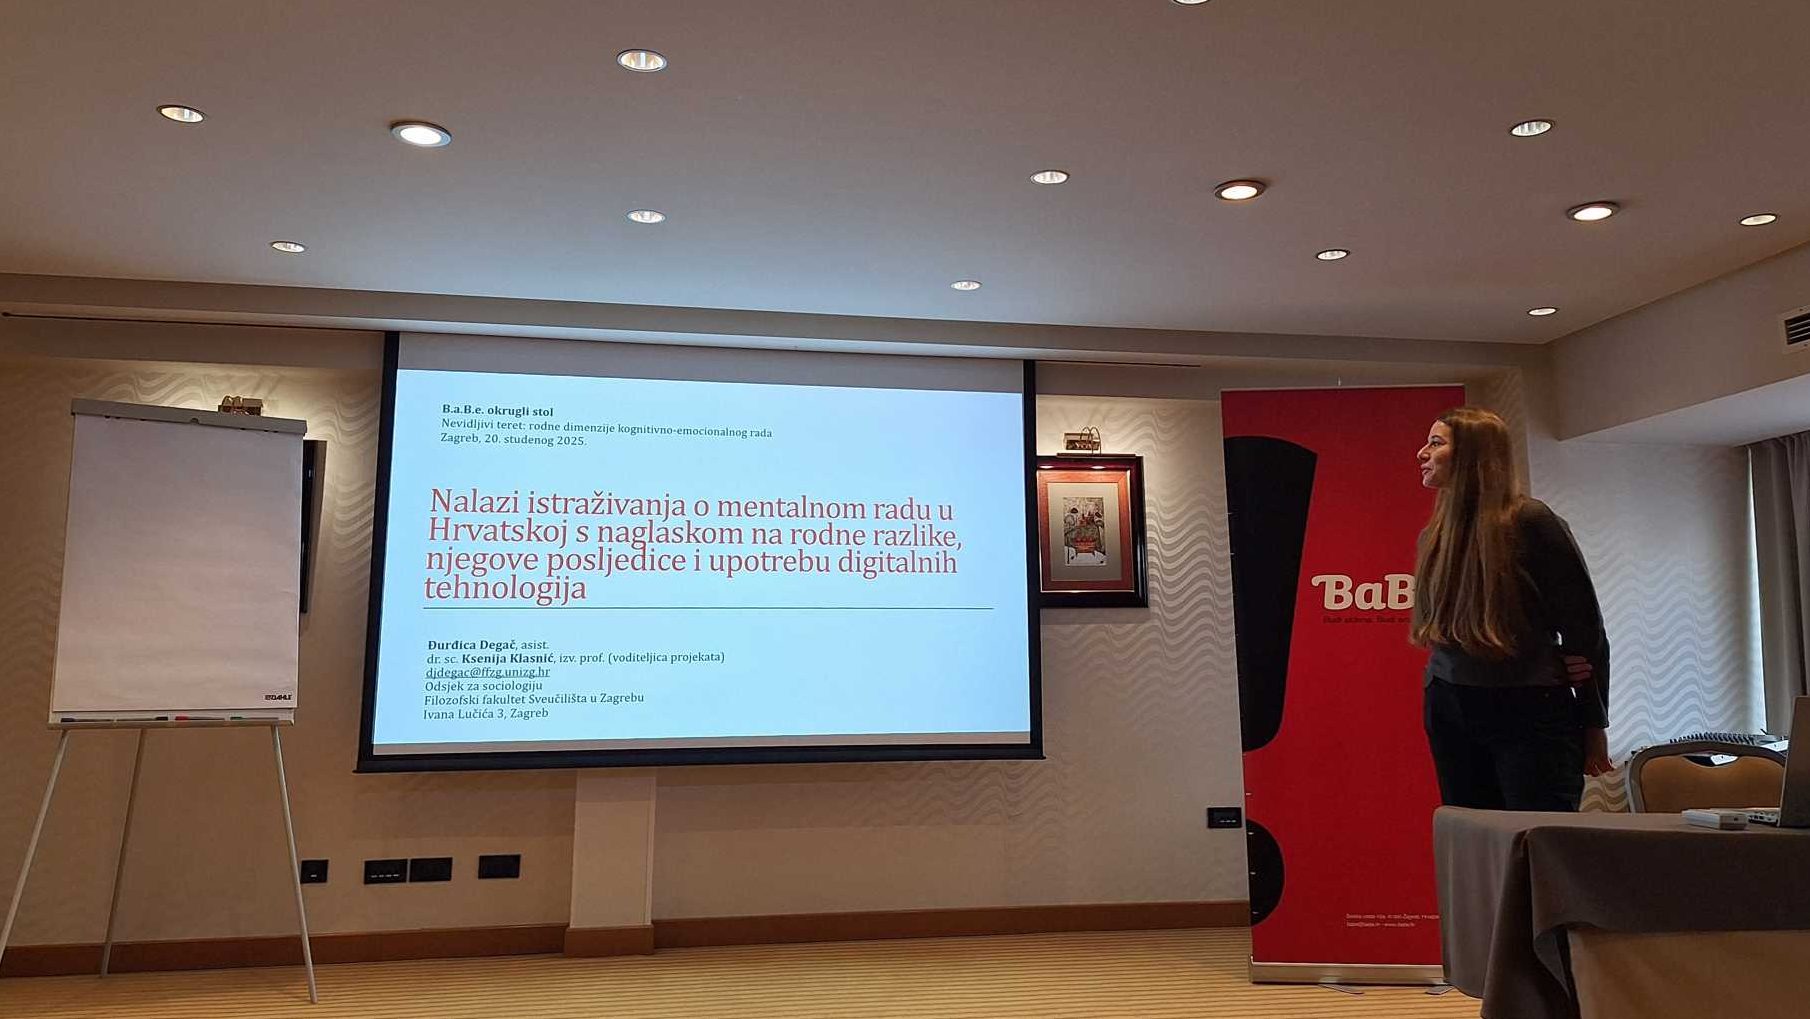 B.a.B.e. okrugli stol
Nevidljivi teret: rodne dimenzije kognitivno-emocionalnog rada
Zagreb, 20. studenog 2025.
Nalazi istraživanja o mentalnom radu u
Hrvatskoj s naglaskom na rodne razlike,
njegove posljedice i upotrebu digitalnih
tehnologija
Đurđica Degač, asist.
dr. sc. Ksenija Klasnić, izv. prof. (voditeljica projekata)
djdegac@ffzg.unizg.hr
Odsjek za sociologiju
Filozofski fakultet Sveučilišta u Zagrebu
Ivana Lučića 3, Zagreb
DAHLE
BaB